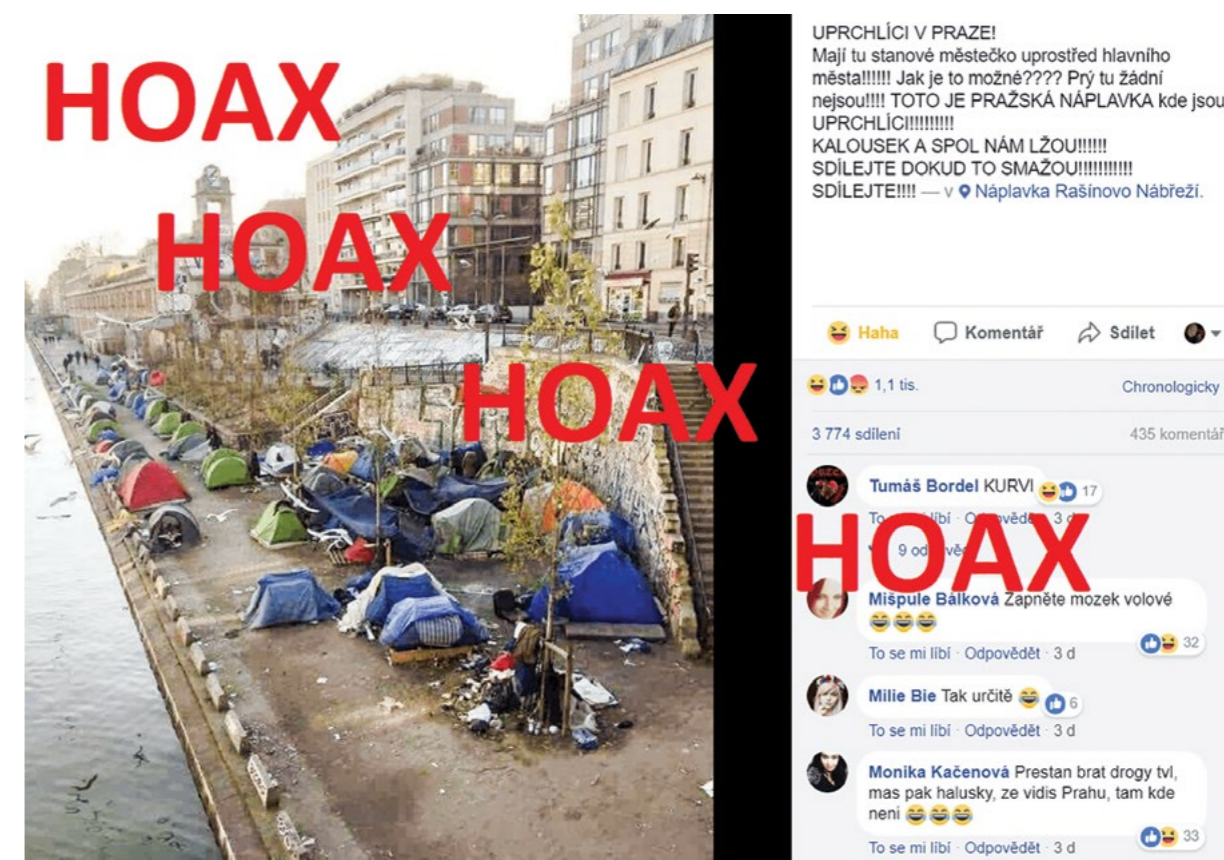 HOAX
HOAX
HOAX
HOAX
UPRCHLÍCI V PRAZE!
Mají tu stanové městečko uprostřed hlavního
města!!!!!! Jak je to možné???? Prý tu žádní
nejsou!!!! TOTO JE PRAŽSKÁ NÁPLAVKA kde jsou
UPRCHLÍCI!!!!!!!!!!
KALOUSEK A SPOL NÁM LŽOU!!!!!!
SDÍLEJTE DOKUD TO SMAŽOU!!!!!!!!!!!
SDÍLEJTE!!!! — v Náplavka Rašínovo Nábřeží.
Haha Komentář Sdílet
1,1 tis. Chronologicky
3 774 sdílení 435 komentář
Tumáš Bordel KURVI 17
3 d
9
Mišpule Bálková Zapněte mozek volové
32
To se mi líbí · Odpovědět · 3 d
Milie Bie Tak určitě 6
To se mi líbí · Odpovědět · 3 d
Monika Kačenová Prestan brat drogy tvl,
mas pak halusky, ze vidis Prahu, tam kde
neni
33
To se mi líbí · Odpovědět · 3 d